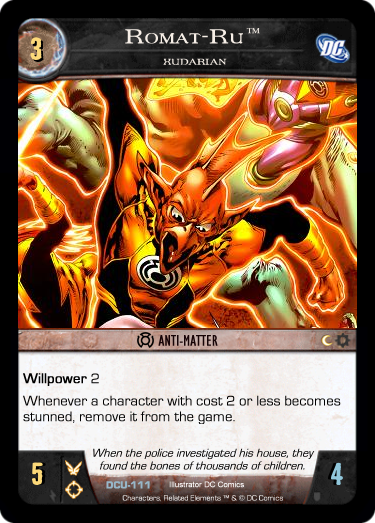 3
Romat-Ru™
DC
XUDARIAN
ANTI-MATTER
Willpower 2
Whenever a character with cost 2 or less becomes
stunned, remove it from the game.
When the police investigated his house, they
found the bones of thousands of children.
5
4
DCU-111 Illustrator DC Comics
Characters, Related Elements ™ & © DC Comics